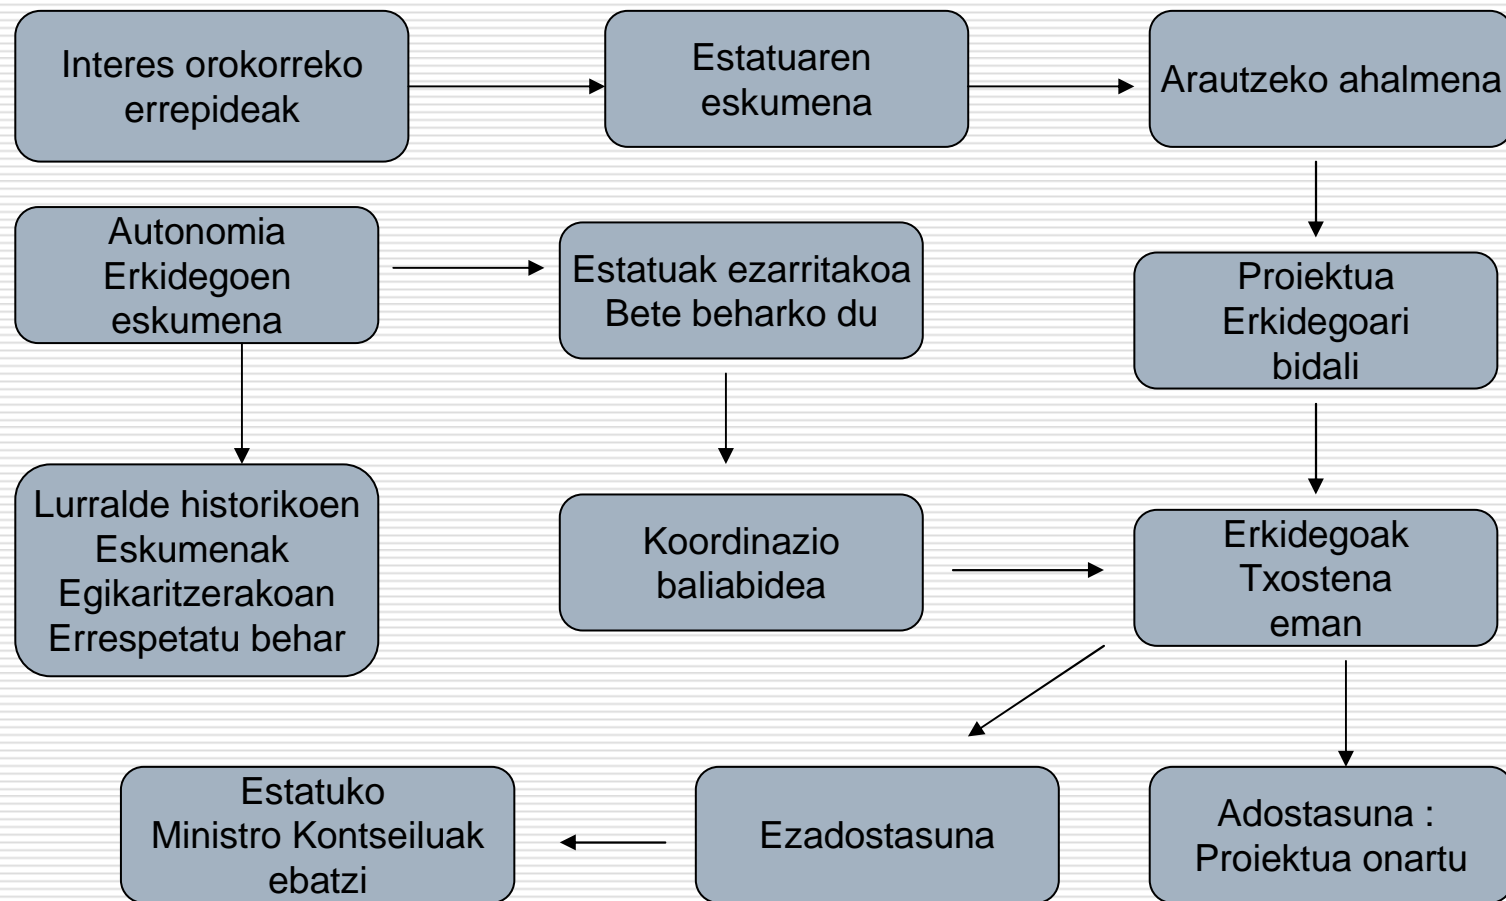 Interes orokorreko
errepideak
Estatuaren
eskumena
Arautzeko ahalmena
Autonomia
Erkidegoen
eskumena
Estatuak ezarritakoa
Bete beharko du
Proiektua
Erkidegoari
bidali
Lurralde historikoen
Eskumenak
Egikaritzerakoan
Errespetatu behar
Koordinazio
baliabidea
Erkidegoak
Txostena
eman
Estatuko
Ministro Kontseiluak
ebatzi
Ezadostasuna
Adostasuna :
Proiektua onartu